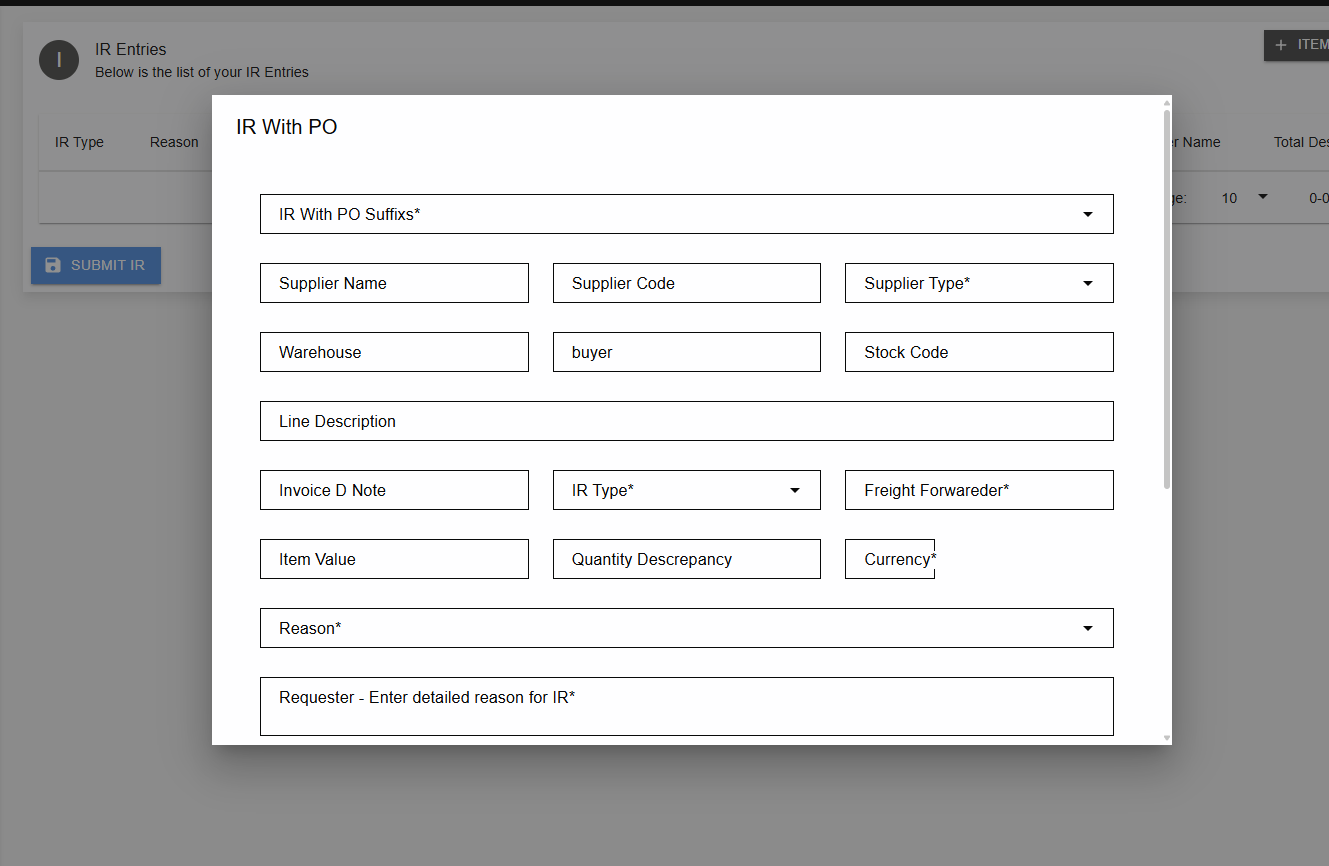 I
IR Entries
Below is the list of your IR Entries
+ ITEM
IR With PO
IR Type Reason r Name Total Des
IR With PO Suffixs*
ge: 10 0-0
SUBMIT IR
Supplier Name Supplier Code Supplier Type*
Warehouse buyer Stock Code
Line Description
Invoice D Note IR Type* Freight Forwareder*
Item Value Quantity Descrepancy Currency*
Reason*
Requester - Enter detailed reason for IR*